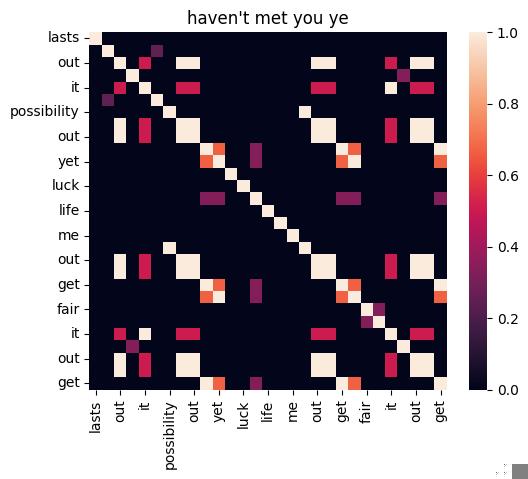 haven't met you ye
lasts
out
it
possibility
out
yet
luck
life
me
out
get
fair
it
out
get
1.0
0.8
0.6
0.4
0.2
0.0
lasts
out
it
possibility
out
yet
luck
life
me
out
get
fair
it
out
get